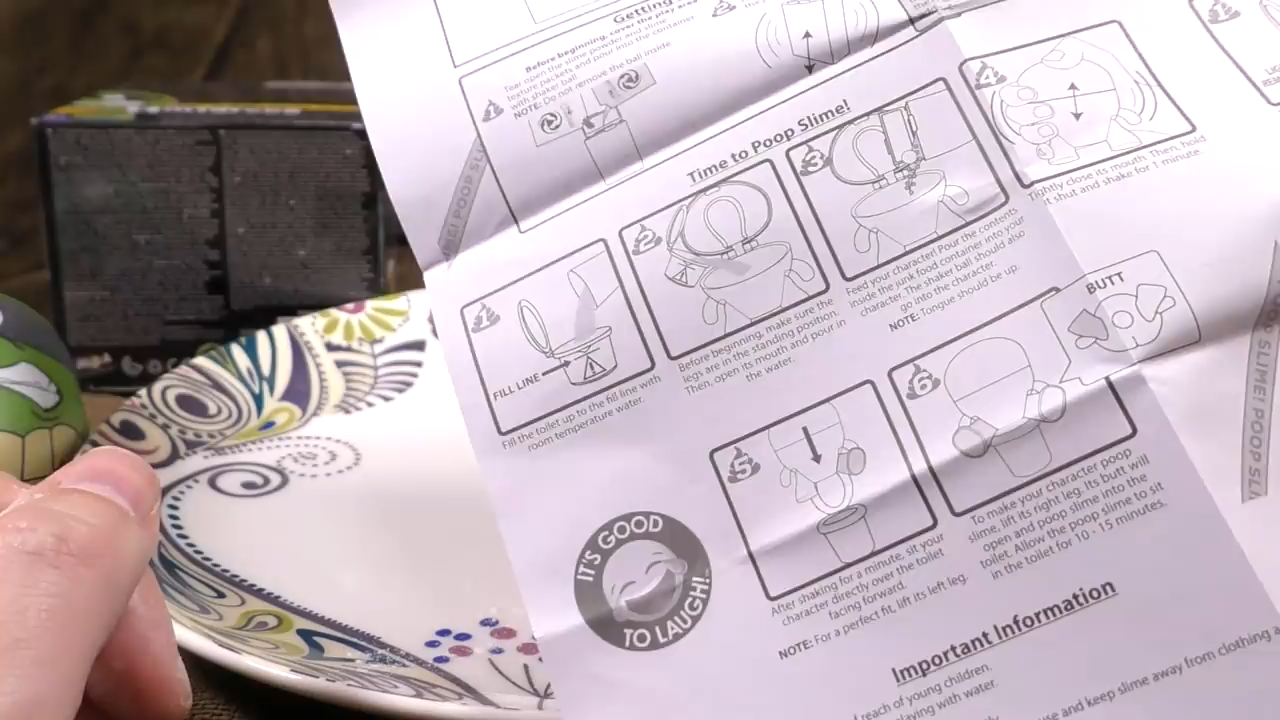 Getting
Before beginning, cover the play area
Tear open the slime powder and slime
texture packets and pour into the container
with shaker ball.
NOTE: Do not remove the ball inside
Time to Poop Slime!
1
FILL LINE
Fill the toilet up to the fill line with
room temperature water.
2
Before beginning, make sure the
legs are in the standing position.
Then, open its mouth and pour in
the water.
3
Feed your character! Pour the contents
inside the junk food container into your
character. The shaker ball should also
go into the character.
NOTE: Tongue should be up.
4
Tightly close its mouth. Then, hold
it shut and shake for 1 minute.
5
After shaking for a minute, sit your
character directly over the toilet
facing forward.
NOTE: For a perfect fit, lift its left leg.
6
BUTT
To make your character poop
slime, lift its right leg. Its butt will
open and poop slime into the
toilet. Allow the poop slime to sit
in the toilet for 10 - 15 minutes.
IT'S GOOD
TO LAUGH!
Important Information
reach of young children.
playing with water.
use and keep slime away from clothing
ME! POOP SLI
SLIME! POOP SLI